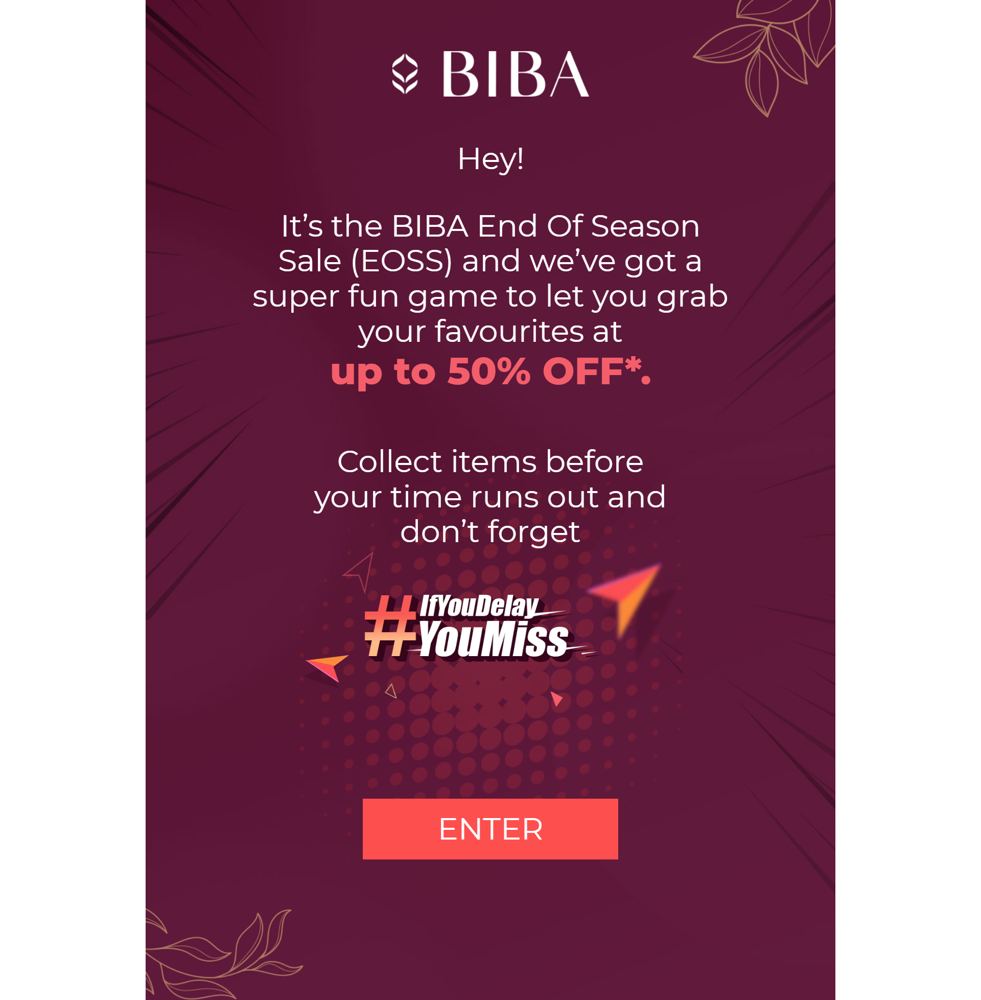 BIBA
Hey!
It’s the BIBA End Of Season
Sale (EOSS) and we’ve got a
super fun game to let you grab
your favourites at
up to 50% OFF*.
Collect items before
your time runs out and
don’t forget
#IfYouDelay
YouMiss
ENTER